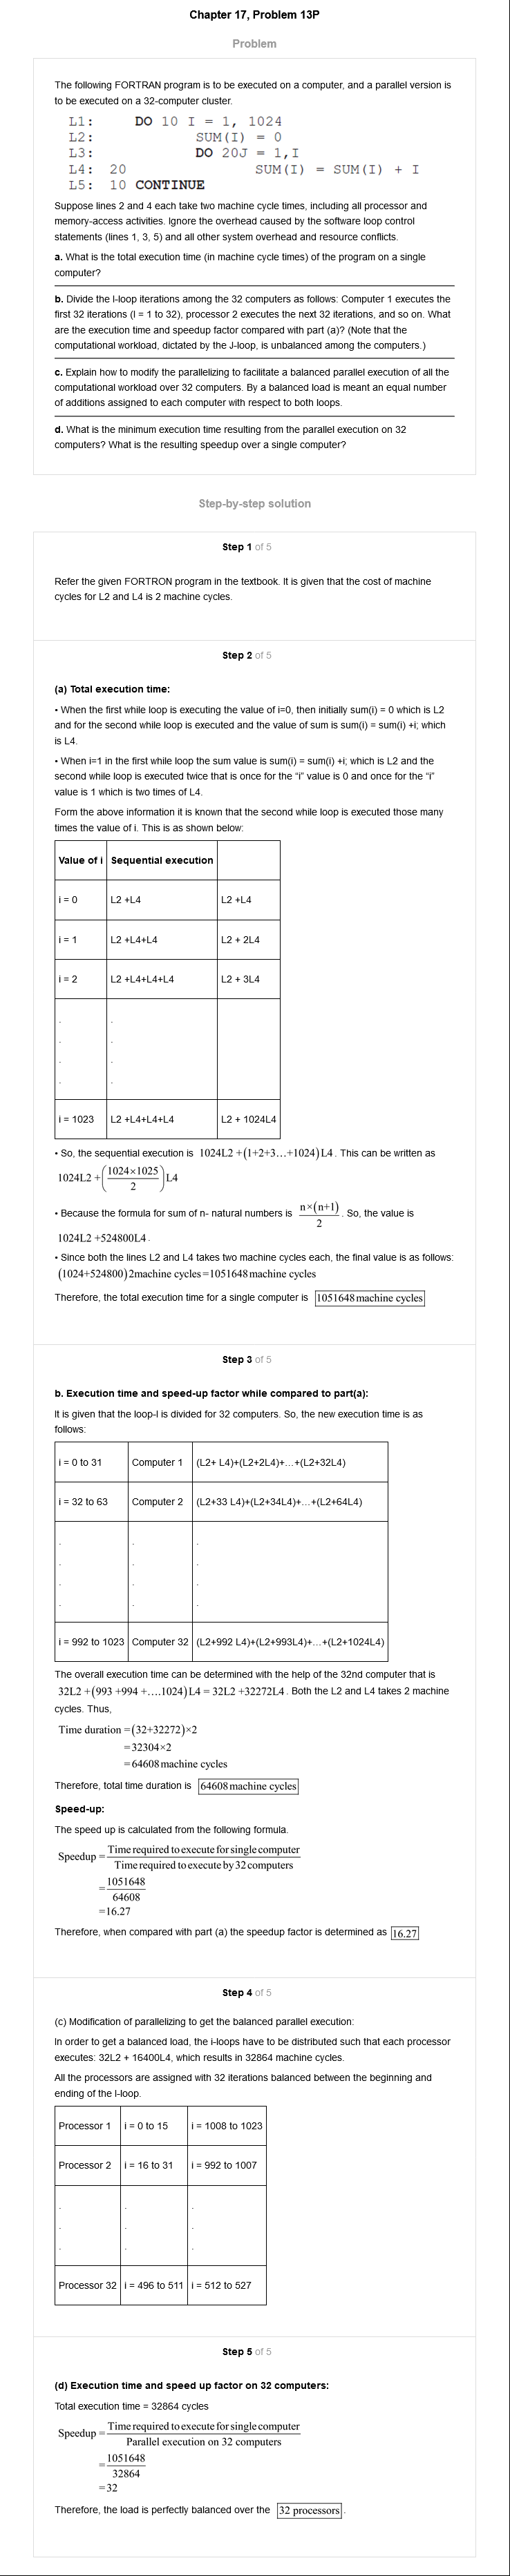 Chapter 17, Problem 13P
Problem
The following FORTRAN program is to be executed on a computer, and a parallel version is
to be executed on a 32-computer cluster.
L1: DO 10 I = 1, 1024
L2: SUM(I) = 0
L3: DO 20J = 1,I
L4: 20 SUM(I) = SUM(I) + I
L5: 10 CONTINUE
Suppose lines 2 and 4 each take two machine cycle times, including all processor and
memory-access activities. Ignore the overhead caused by the software loop control
statements (lines 1, 3, 5) and all other system overhead and resource conflicts.
a. What is the total execution time (in machine cycle times) of the program on a single
computer?
b. Divide the I-loop iterations among the 32 computers as follows: Computer 1 executes the
first 32 iterations (I = 1 to 32), processor 2 executes the next 32 iterations, and so on. What
are the execution time and speedup factor compared with part (a)? (Note that the
computational workload, dictated by the J-loop, is unbalanced among the computers.)
c. Explain how to modify the parallelizing to facilitate a balanced parallel execution of all the
computational workload over 32 computers. By a balanced load is meant an equal number
of additions assigned to each computer with respect to both loops.
d. What is the minimum execution time resulting from the parallel execution on 32
computers? What is the resulting speedup over a single computer?
Step-by-step solution
Step 1 of 5
Refer the given FORTRON program in the textbook. It is given that the cost of machine
cycles for L2 and L4 is 2 machine cycles.
Step 2 of 5
(a) Total execution time:
• When the first while loop is executing the value of i=0, then initially sum(i) = 0 which is L2
and for the second while loop is executed and the value of sum is sum(i) = sum(i) +i; which
is L4.
• When i=1 in the first while loop the sum value is sum(i) = sum(i) +i; which is L2 and the
second while loop is executed twice that is once for the “i” value is 0 and once for the “i”
value is 1 which is two times of L4.
Form the above information it is known that the second while loop is executed those many
times the value of i. This is as shown below:
Value of i Sequential execution
i = 0 L2 +L4 L2 +L4
i = 1 L2 +L4+L4 L2 + 2L4
i = 2 L2 +L4+L4+L4 L2 + 3L4
. .
. .
. .
. .
i = 1023 L2 +L4+L4+L4 L2 + 1024L4
• So, the sequential execution is 1024L2 +(1+2+3…+1024)L4. This can be written as
1024L2 +(1024×1025/2)L4
• Because the formula for sum of n- natural numbers is n×(n+1)/2. So, the value is
1024L2 +524800L4.
• Since both the lines L2 and L4 takes two machine cycles each, the final value is as follows:
(1024+524800)2machine cycles=1051648 machine cycles
Therefore, the total execution time for a single computer is 1051648 machine cycles
Step 3 of 5
b. Execution time and speed-up factor while compared to part(a):
It is given that the loop-I is divided for 32 computers. So, the new execution time is as
follows:
i = 0 to 31 Computer 1 (L2+ L4)+(L2+2L4)+…+(L2+32L4)
i = 32 to 63 Computer 2 (L2+33 L4)+(L2+34L4)+…+(L2+64L4)
. . .
. . .
. . .
. . .
i = 992 to 1023 Computer 32 (L2+992 L4)+(L2+993L4)+…+(L2+1024L4)
The overall execution time can be determined with the help of the 32nd computer that is
32L2 +(993 +994 +….1024)L4 = 32L2 +32272L4. Both the L2 and L4 takes 2 machine
cycles. Thus,
Time duration =(32+32272)×2
=32304×2
=64608 machine cycles
Therefore, total time duration is 64608 machine cycles
Speed-up:
The speed up is calculated from the following formula.
Speedup = Time required to execute for single computer / Time required to execute by 32 computers
= 1051648 / 64608
=16.27
Therefore, when compared with part (a) the speedup factor is determined as 16.27
Step 4 of 5
(c) Modification of parallelizing to get the balanced parallel execution:
In order to get a balanced load, the i-loops have to be distributed such that each processor
executes: 32L2 + 16400L4, which results in 32864 machine cycles.
All the processors are assigned with 32 iterations balanced between the beginning and
ending of the I-loop.
Processor 1 i = 0 to 15 i = 1008 to 1023
Processor 2 i = 16 to 31 i = 992 to 1007
. . .
. . .
. . .
Processor 32 i = 496 to 511 i = 512 to 527
Step 5 of 5
(d) Execution time and speed up factor on 32 computers:
Total execution time = 32864 cycles
Speedup = Time required to execute for single computer / Parallel execution on 32 computers
= 1051648 / 32864
=32
Therefore, the load is perfectly balanced over the 32 processors.